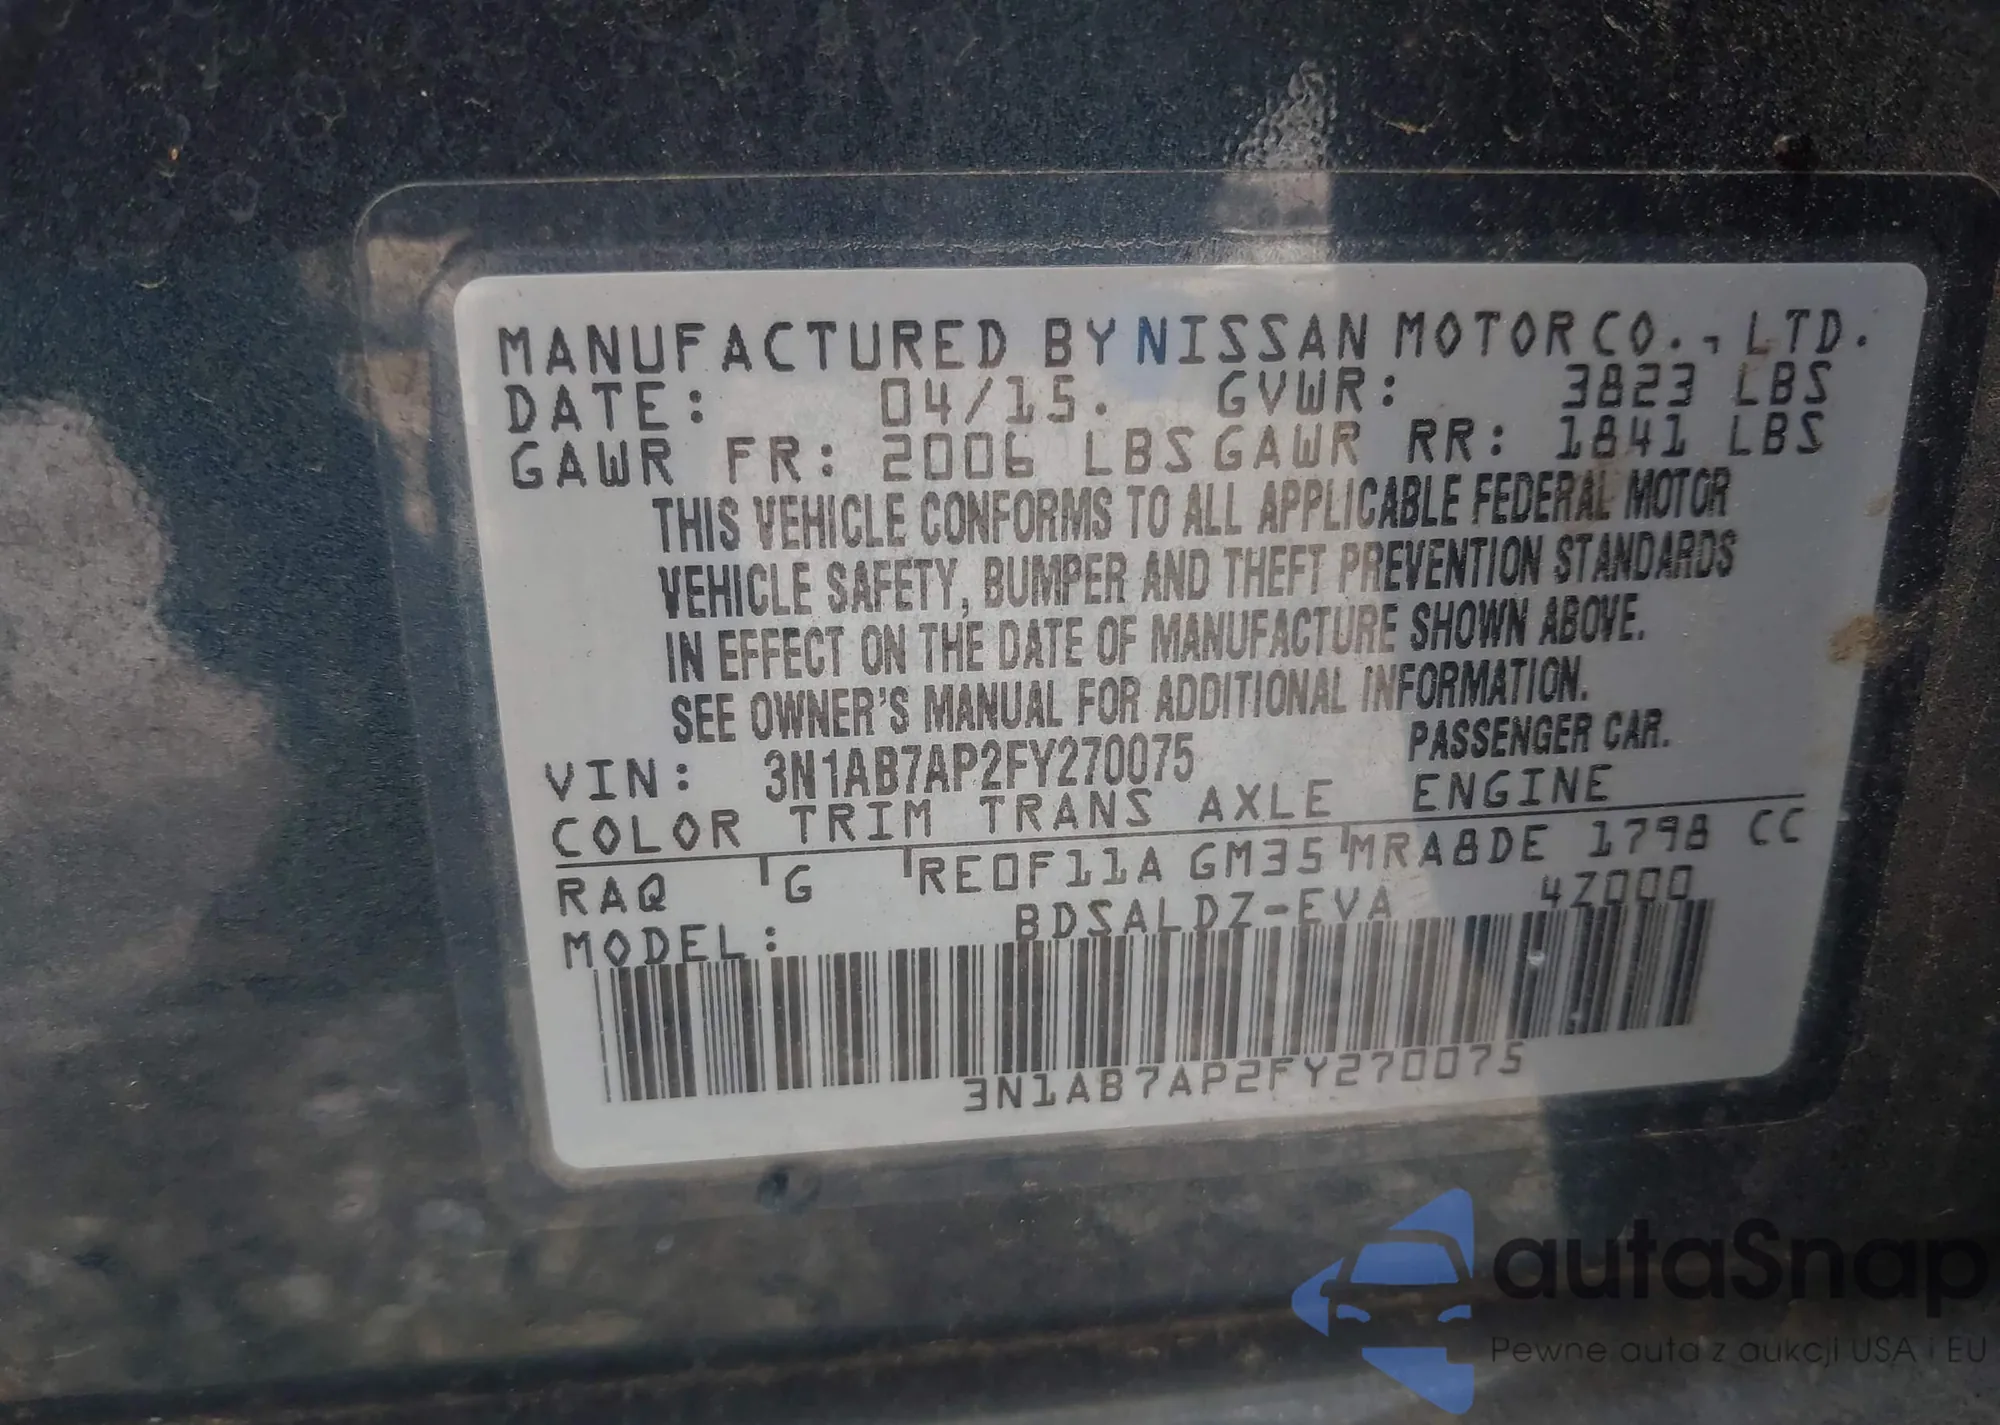 MANUFACTURED BY NISSAN MOTOR CO., LTD.
DATE: 04/15. GVWR: 3823 LBS
GAWR FR: 2006 LBS GAWR RR: 1841 LBS
THIS VEHICLE CONFORMS TO ALL APPLICABLE FEDERAL MOTOR
VEHICLE SAFETY, BUMPER AND THEFT PREVENTION STANDARDS
IN EFFECT ON THE DATE OF MANUFACTURE SHOWN ABOVE.
SEE OWNER'S MANUAL FOR ADDITIONAL INFORMATION.
VIN: 3N1AB7AP2FY270075 PASSENGER CAR.
COLOR TRIM TRANS AXLE ENGINE
RAQ G RE0F11A GM35 MRA8DE 1798 CC
MODEL: BDSALDZ-EVA 4Z000
3N1AB7AP2FY270075
autaSnap
Pewne auta z aukcji USA i EU